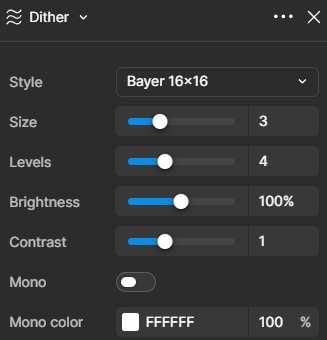 Dither
Style Bayer 16×16
Size 3
Levels 4
Brightness 100%
Contrast 1
Mono
Mono color FFFFFF 100 %